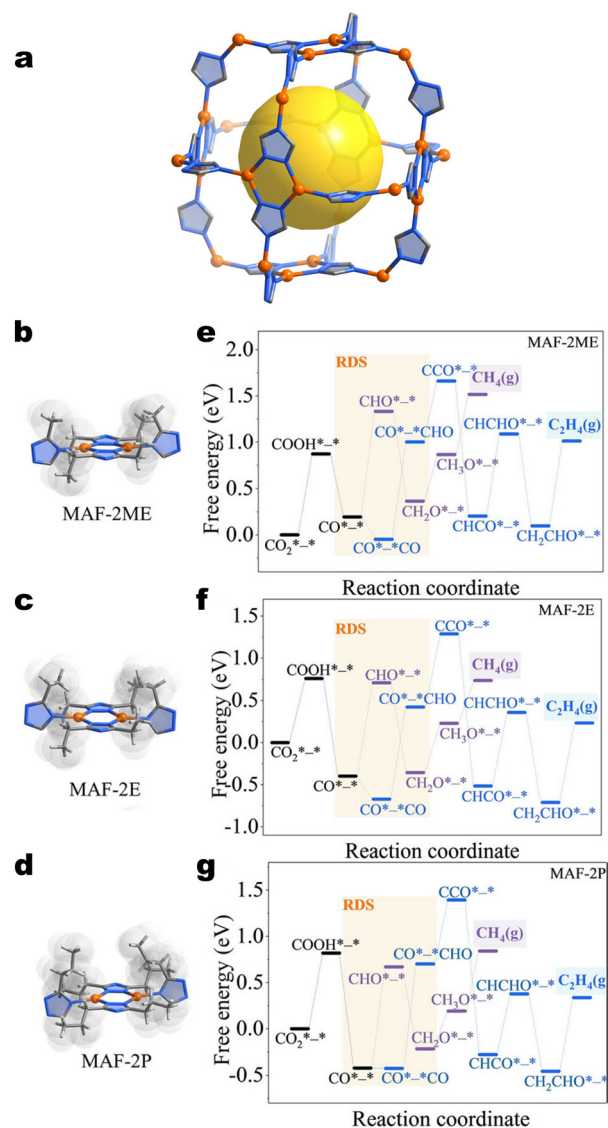 a
b
MAF-2ME
c
MAF-2E
d
MAF-2P
e
MAF-2ME
RDS
Free energy (eV)
2.0
1.5
1.0
0.5
0.0
CO₂*–*
COOH*–*
CO*–*
CHO*–*
CO*–*CO
CO*–*CHO
CH₂O*–*
CCO*–*
CH₃O*–*
CH₄(g)
CHCO*–*
CHCHO*–*
CH₂CHO*–*
C₂H₄(g)
Reaction coordinate
f
MAF-2E
RDS
Free energy (eV)
1.5
1.0
0.5
0.0
-0.5
-1.0
CO₂*–*
COOH*–*
CO*–*
CHO*–*
CO*–*CO
CO*–*CHO
CH₂O*–*
CCO*–*
CH₃O*–*
CH₄(g)
CHCO*–*
CHCHO*–*
CH₂CHO*–*
C₂H₄(g)
Reaction coordinate
g
MAF-2P
RDS
Free energy (eV)
1.5
1.0
0.5
0.0
-0.5
CO₂*–*
COOH*–*
CO*–*
CHO*–*
CO*–*CO
CO*–*CHO
CH₂O*–*
CCO*–*
CH₃O*–*
CH₄(g)
CHCO*–*
CHCHO*–*
CH₂CHO*–*
C₂H₄(g)
Reaction coordinate